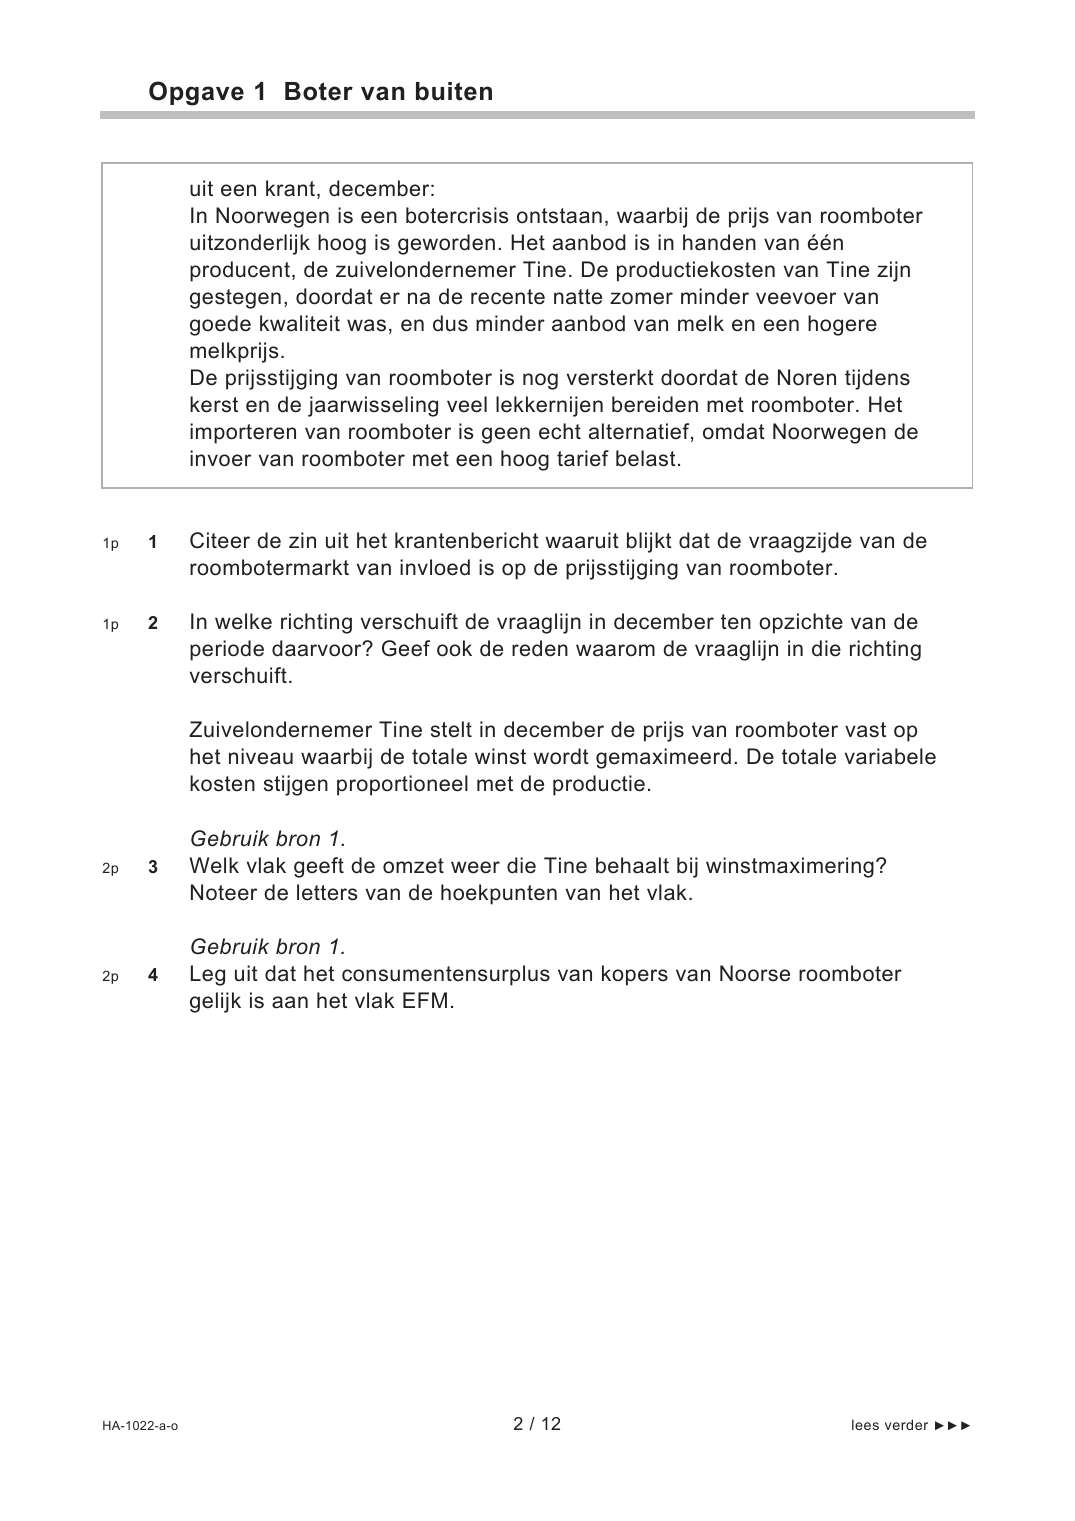 Opgave 1 Boter van buiten
uit een krant, december:
In Noorwegen is een botercrisis ontstaan, waarbij de prijs van roomboter
uitzonderlijk hoog is geworden. Het aanbod is in handen van één
producent, de zuivelondernemer Tine. De productiekosten van Tine zijn
gestegen, doordat er na de recente natte zomer minder veevoer van
goede kwaliteit was, en dus minder aanbod van melk en een hogere
melkprijs.
De prijsstijging van roomboter is nog versterkt doordat de Noren tijdens
kerst en de jaarwisseling veel lekkernijen bereiden met roomboter. Het
importeren van roomboter is geen echt alternatief, omdat Noorwegen de
invoer van roomboter met een hoog tarief belast.
1p 1 Citeer de zin uit het krantenbericht waaruit blijkt dat de vraagzijde van de
roombotermarkt van invloed is op de prijsstijging van roomboter.
1p 2 In welke richting verschuift de vraaglijn in december ten opzichte van de
periode daarvoor? Geef ook de reden waarom de vraaglijn in die richting
verschuift.
Zuivelondernemer Tine stelt in december de prijs van roomboter vast op
het niveau waarbij de totale winst wordt gemaximeerd. De totale variabele
kosten stijgen proportioneel met de productie.
Gebruik bron 1.
2p 3 Welk vlak geeft de omzet weer die Tine behaalt bij winstmaximering?
Noteer de letters van de hoekpunten van het vlak.
Gebruik bron 1.
2p 4 Leg uit dat het consumentensurplus van kopers van Noorse roomboter
gelijk is aan het vlak EFM.
HA-1022-a-o 2 / 12 lees verder ►►►